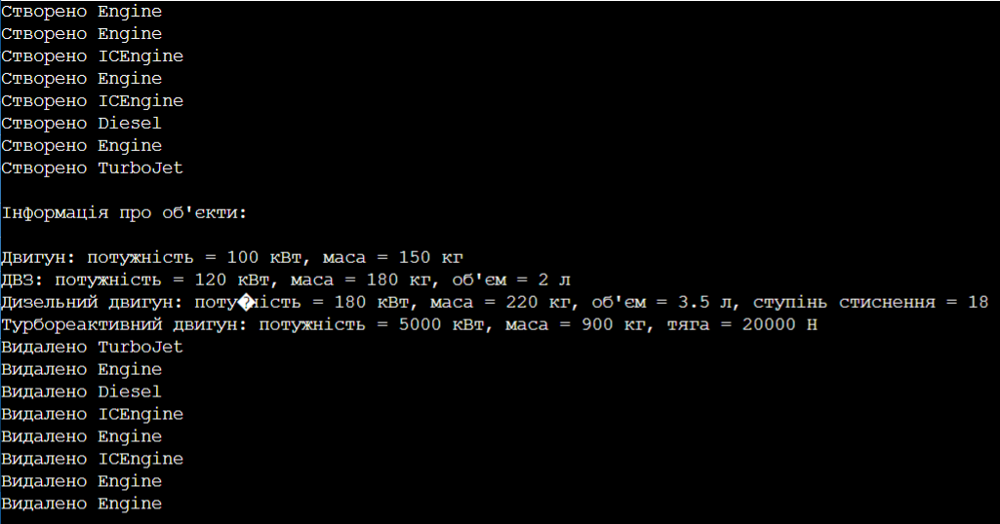 Створено Engine
Створено Engine
Створено ICEngine
Створено Engine
Створено ICEngine
Створено Diesel
Створено Engine
Створено TurboJet
Інформація про об'єкти:
Двигун: потужність = 100 кВт, маса = 150 кг
ДВЗ: потужність = 120 кВт, маса = 180 кг, об'єм = 2 л
Дизельний двигун: поту�ність = 180 кВт, маса = 220 кг, об'єм = 3.5 л, ступінь стиснення = 18
Турбореактивний двигун: потужність = 5000 кВт, маса = 900 кг, тяга = 20000 Н
Видалено TurboJet
Видалено Engine
Видалено Diesel
Видалено ICEngine
Видалено Engine
Видалено ICEngine
Видалено Engine
Видалено Engine